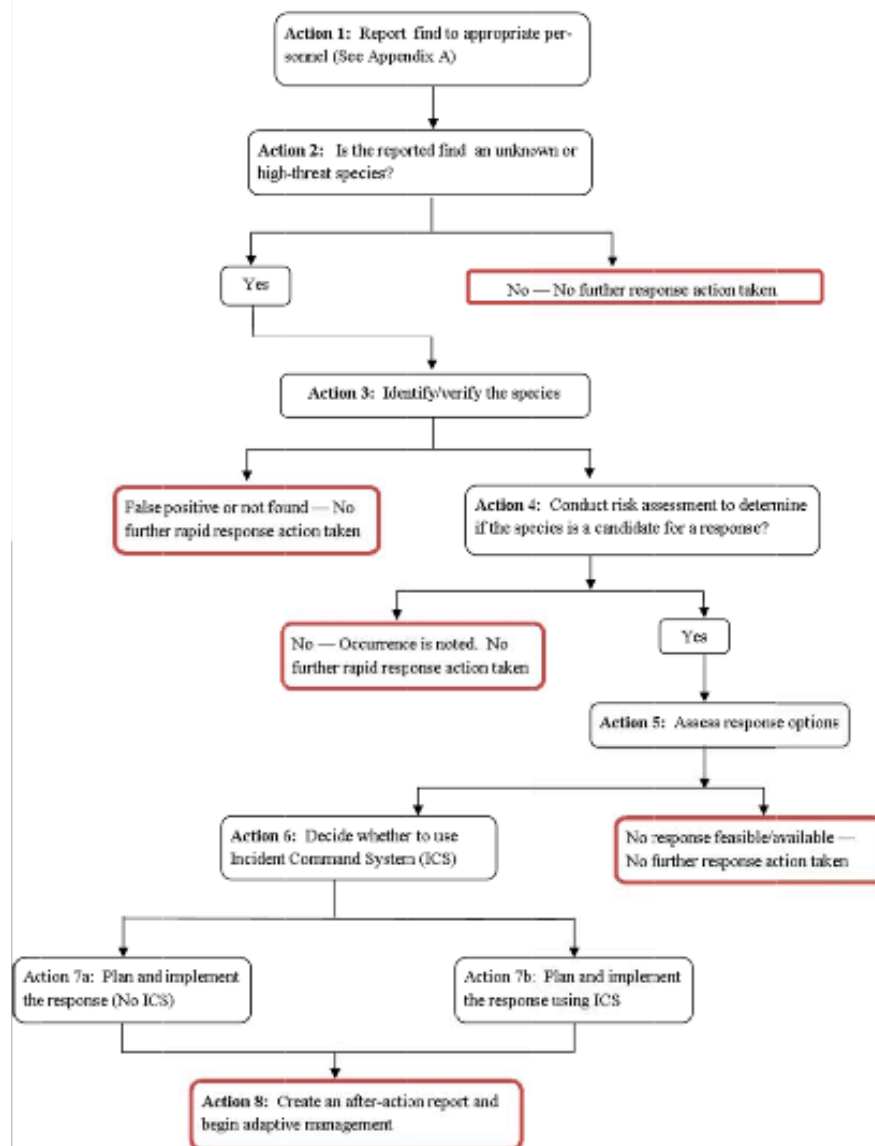 Action 1: Report find to appropriate per-
sonnel (See Appendix A)
Action 2: Is the reported find an unknown or
high-threat species?
Yes
No — No further response action taken
Action 3: Identify/verify the species
False positive or not found — No
further rapid response action taken
Action 4: Conduct risk assessment to determine
if the species is a candidate for a response?
No — Occurrence is noted. No
further rapid response action taken
Yes
Action 5: Assess response options
Action 6: Decide whether to use
Incident Command System (ICS)
No response feasible/available —
No further response action taken
Action 7a: Plan and implement
the response (No ICS)
Action 7b: Plan and implement
the response using ICS
Action 8: Create an after-action report and
begin adaptive management